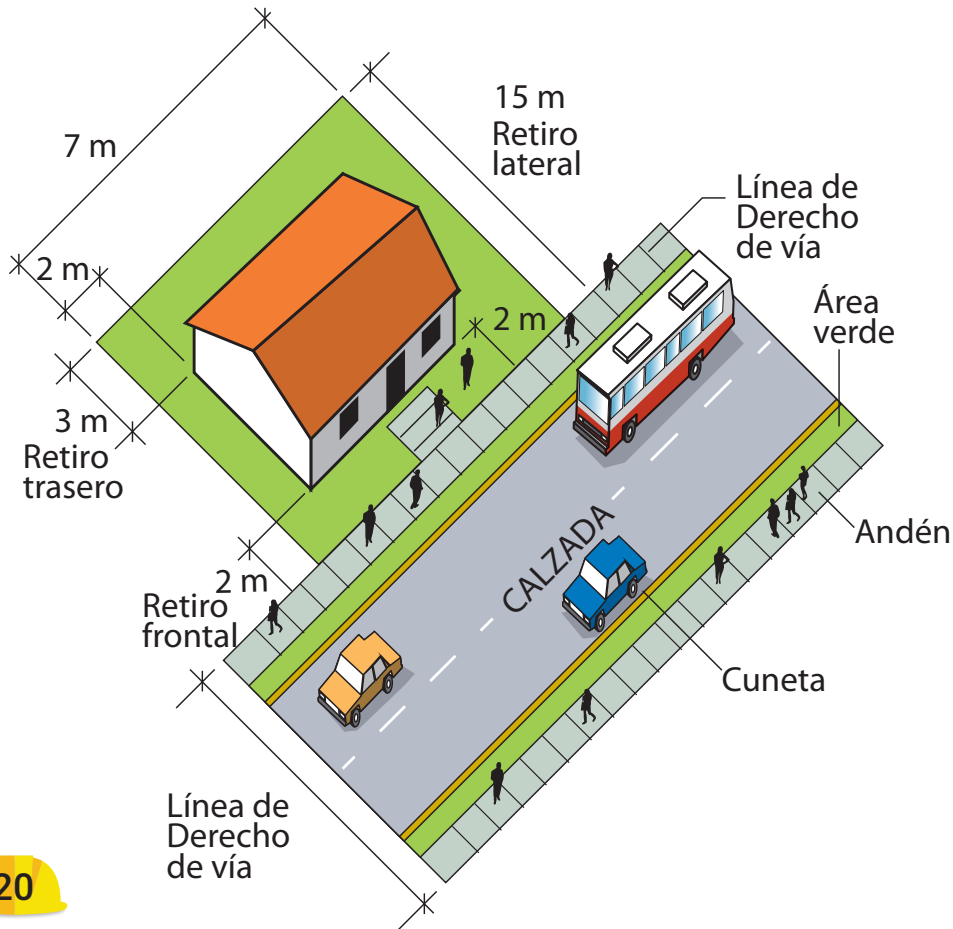 15 m
Retiro
lateral
7 m
Línea de
Derecho
de vía
2 m
Área
verde
2 m
3 m
Retiro
trasero
CALZADA
Andén
2 m
Retiro
frontal
Cuneta
Línea de
Derecho
de vía
20